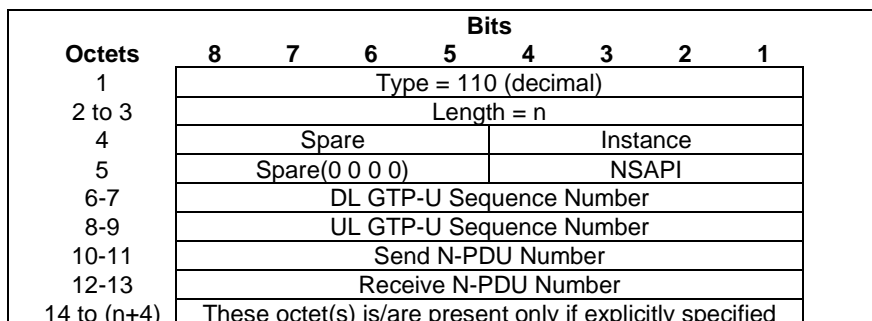 Bits
Octets 8 7 6 5 4 3 2 1
1 Type = 110 (decimal)
2 to 3 Length = n
4 Spare Instance
5 Spare(0 0 0 0) NSAPI
6-7 DL GTP-U Sequence Number
8-9 UL GTP-U Sequence Number
10-11 Send N-PDU Number
12-13 Receive N-PDU Number
14 to (n+4) These octet(s) is/are present only if explicitly specified